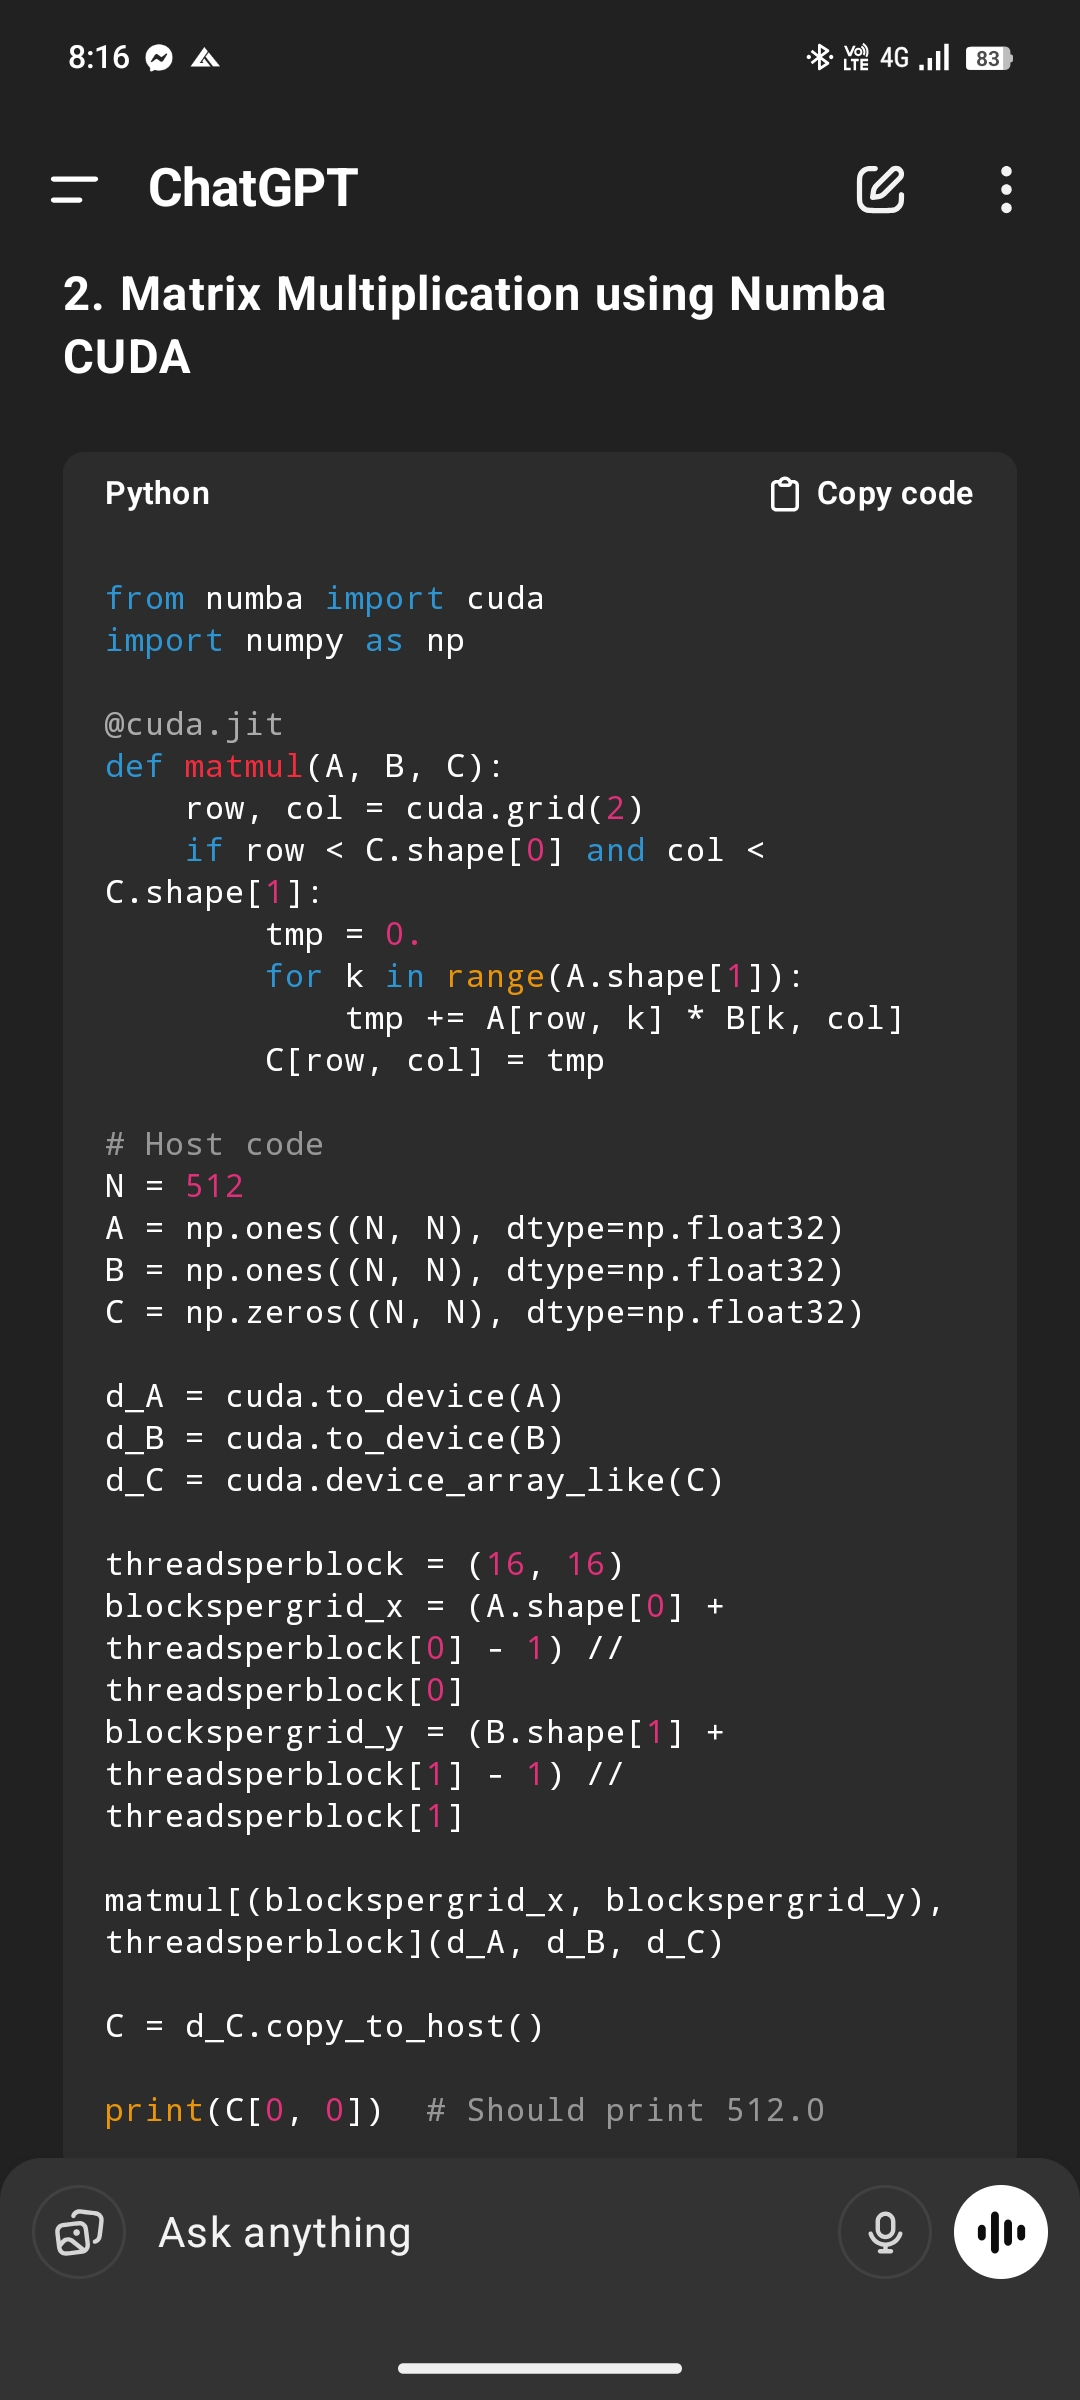 8:16 Vo)) LTE 4G 83
ChatGPT
2. Matrix Multiplication using Numba
CUDA
Python Copy code
from numba import cuda
import numpy as np
@cuda.jit
def matmul(A, B, C):
    row, col = cuda.grid(2)
    if row < C.shape[0] and col <
C.shape[1]:
        tmp = 0.
        for k in range(A.shape[1]):
            tmp += A[row, k] * B[k, col]
        C[row, col] = tmp
# Host code
N = 512
A = np.ones((N, N), dtype=np.float32)
B = np.ones((N, N), dtype=np.float32)
C = np.zeros((N, N), dtype=np.float32)
d_A = cuda.to_device(A)
d_B = cuda.to_device(B)
d_C = cuda.device_array_like(C)
threadsperblock = (16, 16)
blockspergrid_x = (A.shape[0] +
threadsperblock[0] - 1) //
threadsperblock[0]
blockspergrid_y = (B.shape[1] +
threadsperblock[1] - 1) //
threadsperblock[1]
matmul[(blockspergrid_x, blockspergrid_y),
threadsperblock](d_A, d_B, d_C)
C = d_C.copy_to_host()
print(C[0, 0])  # Should print 512.0
Ask anything